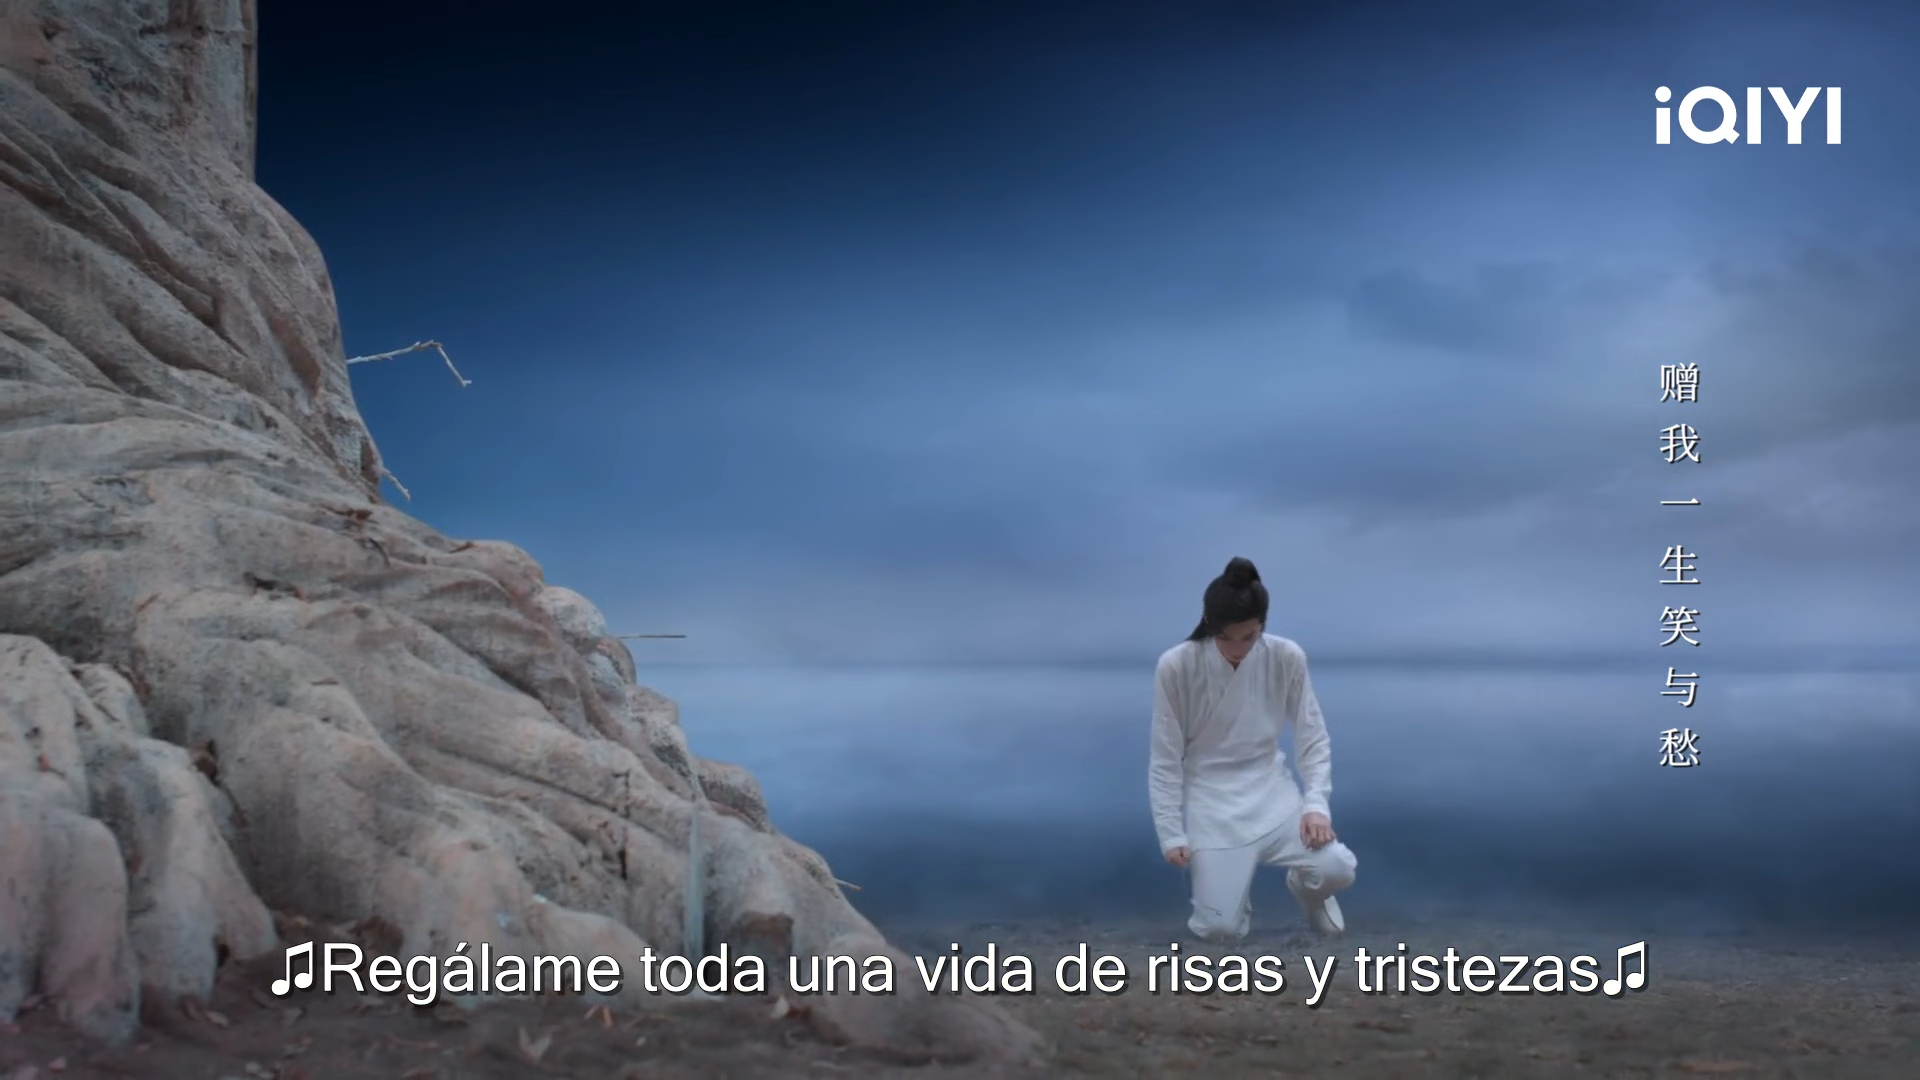 iQIYI
赠我一生笑与愁
♫Regálame toda una vida de risas y tristezas♫